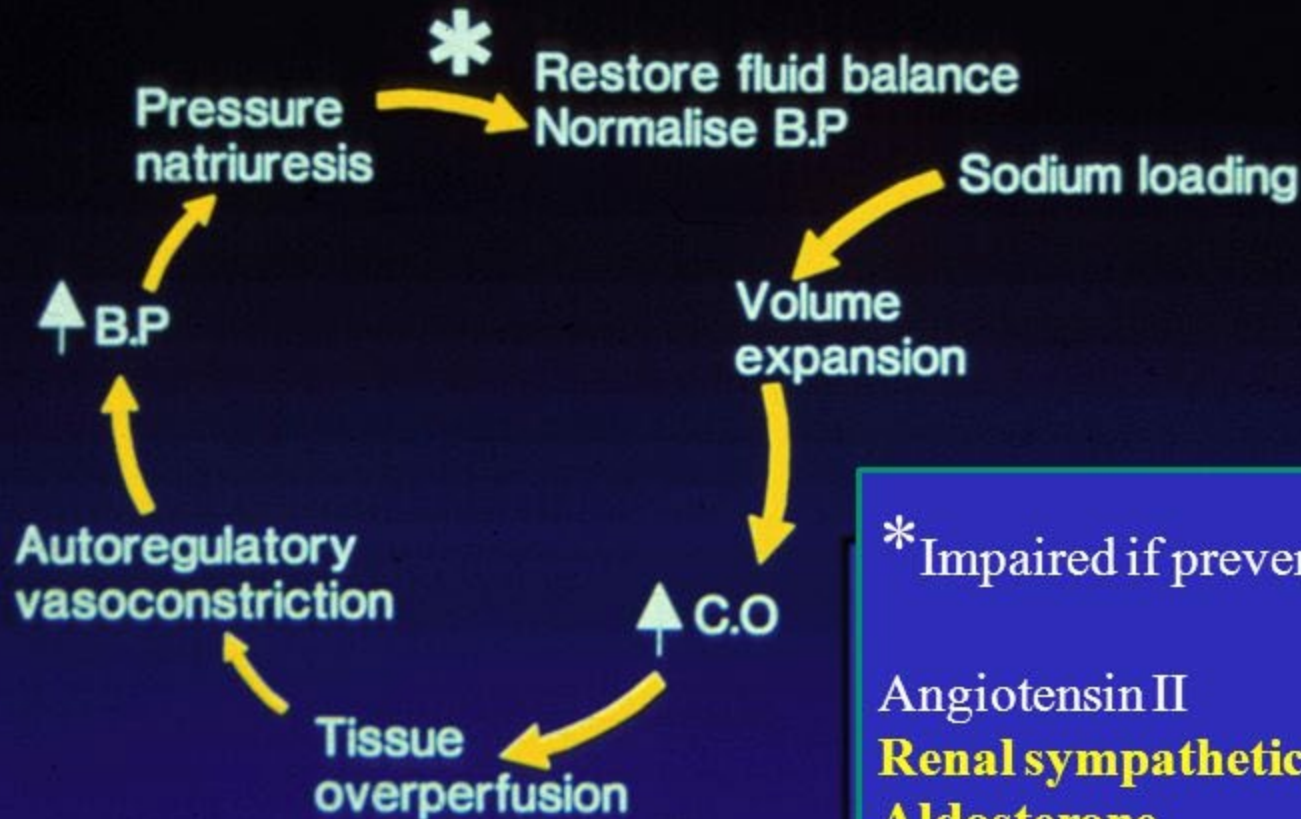 *
Restore fluid balance
Normalise B.P
Pressure
natriuresis
Sodium loading
Volume
expansion
B.P
Autoregulatory
vasoconstriction
C.O
Tissue
overperfusion
*Impaired if
Angiotensin II
Renal sympathetic
Aldosterone